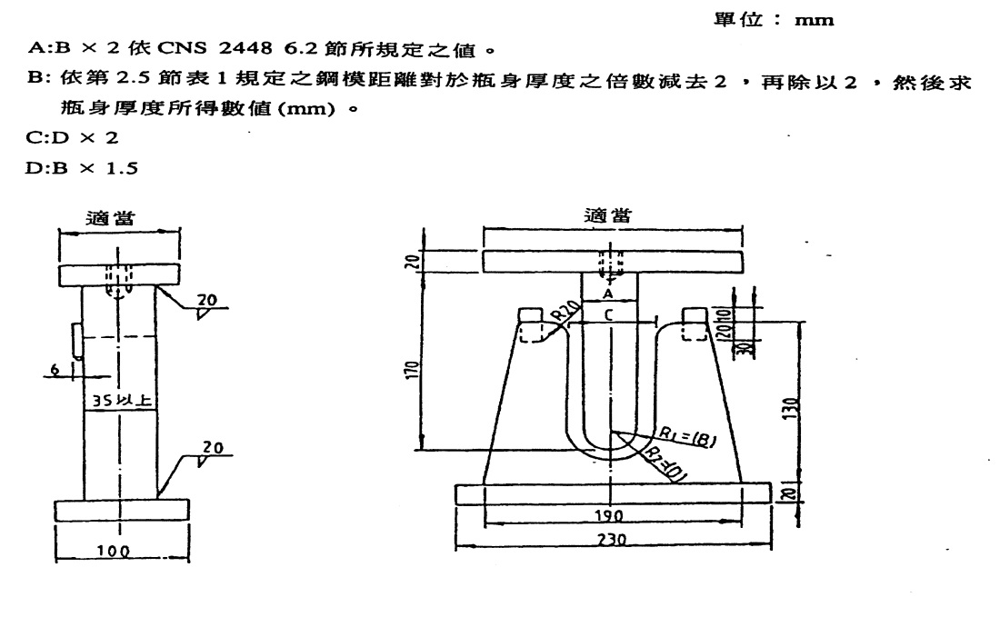 單位：mm
A:B × 2 依 CNS 2448 6.2 節所規定之值。
B: 依第 2.5 節表 1 規定之鋼模距離對於瓶身厚度之倍數減去 2，再除以 2，然後求
瓶身厚度所得數值 (mm)。
C:D × 2
D:B × 1.5
適當
適當
20
20
A
R20
C
10
20
30
6
170
35以上
130
R1=(B)
R2=(D)
20
20
190
100
230